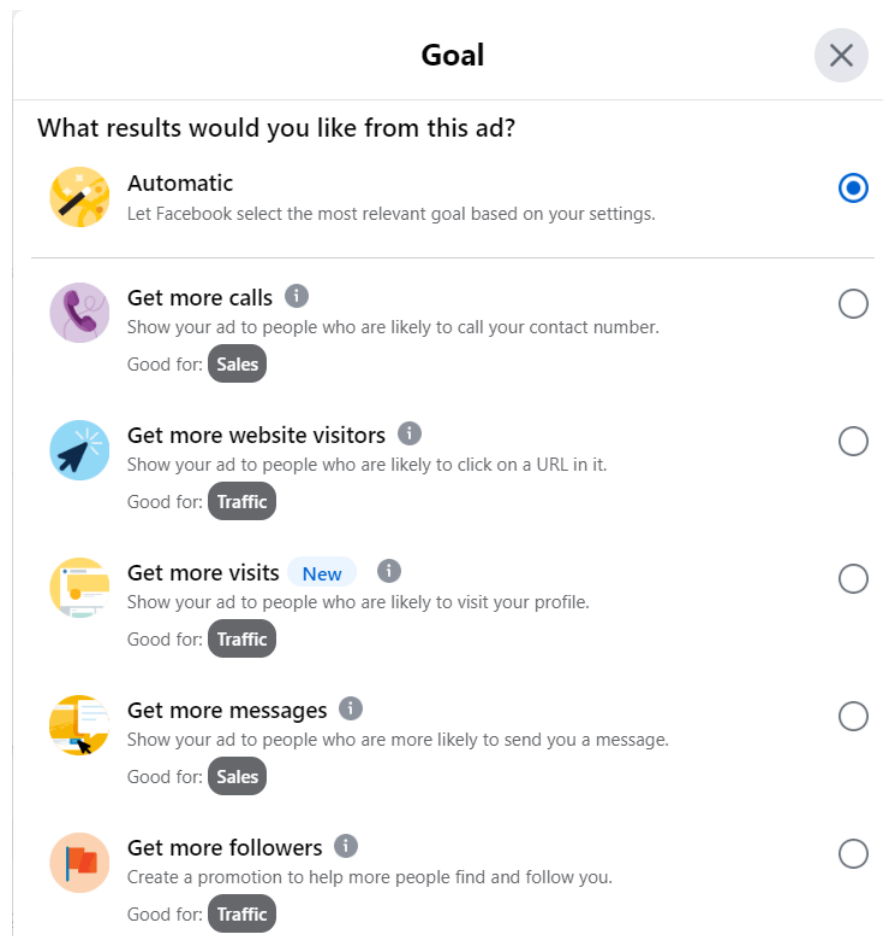 Goal
What results would you like from this ad?
Automatic
Let Facebook select the most relevant goal based on your settings.
Get more calls
Show your ad to people who are likely to call your contact number.
Good for: Sales
Get more website visitors
Show your ad to people who are likely to click on a URL in it.
Good for: Traffic
Get more visits New
Show your ad to people who are likely to visit your profile.
Good for: Traffic
Get more messages
Show your ad to people who are more likely to send you a message.
Good for: Sales
Get more followers
Create a promotion to help more people find and follow you.
Good for: Traffic